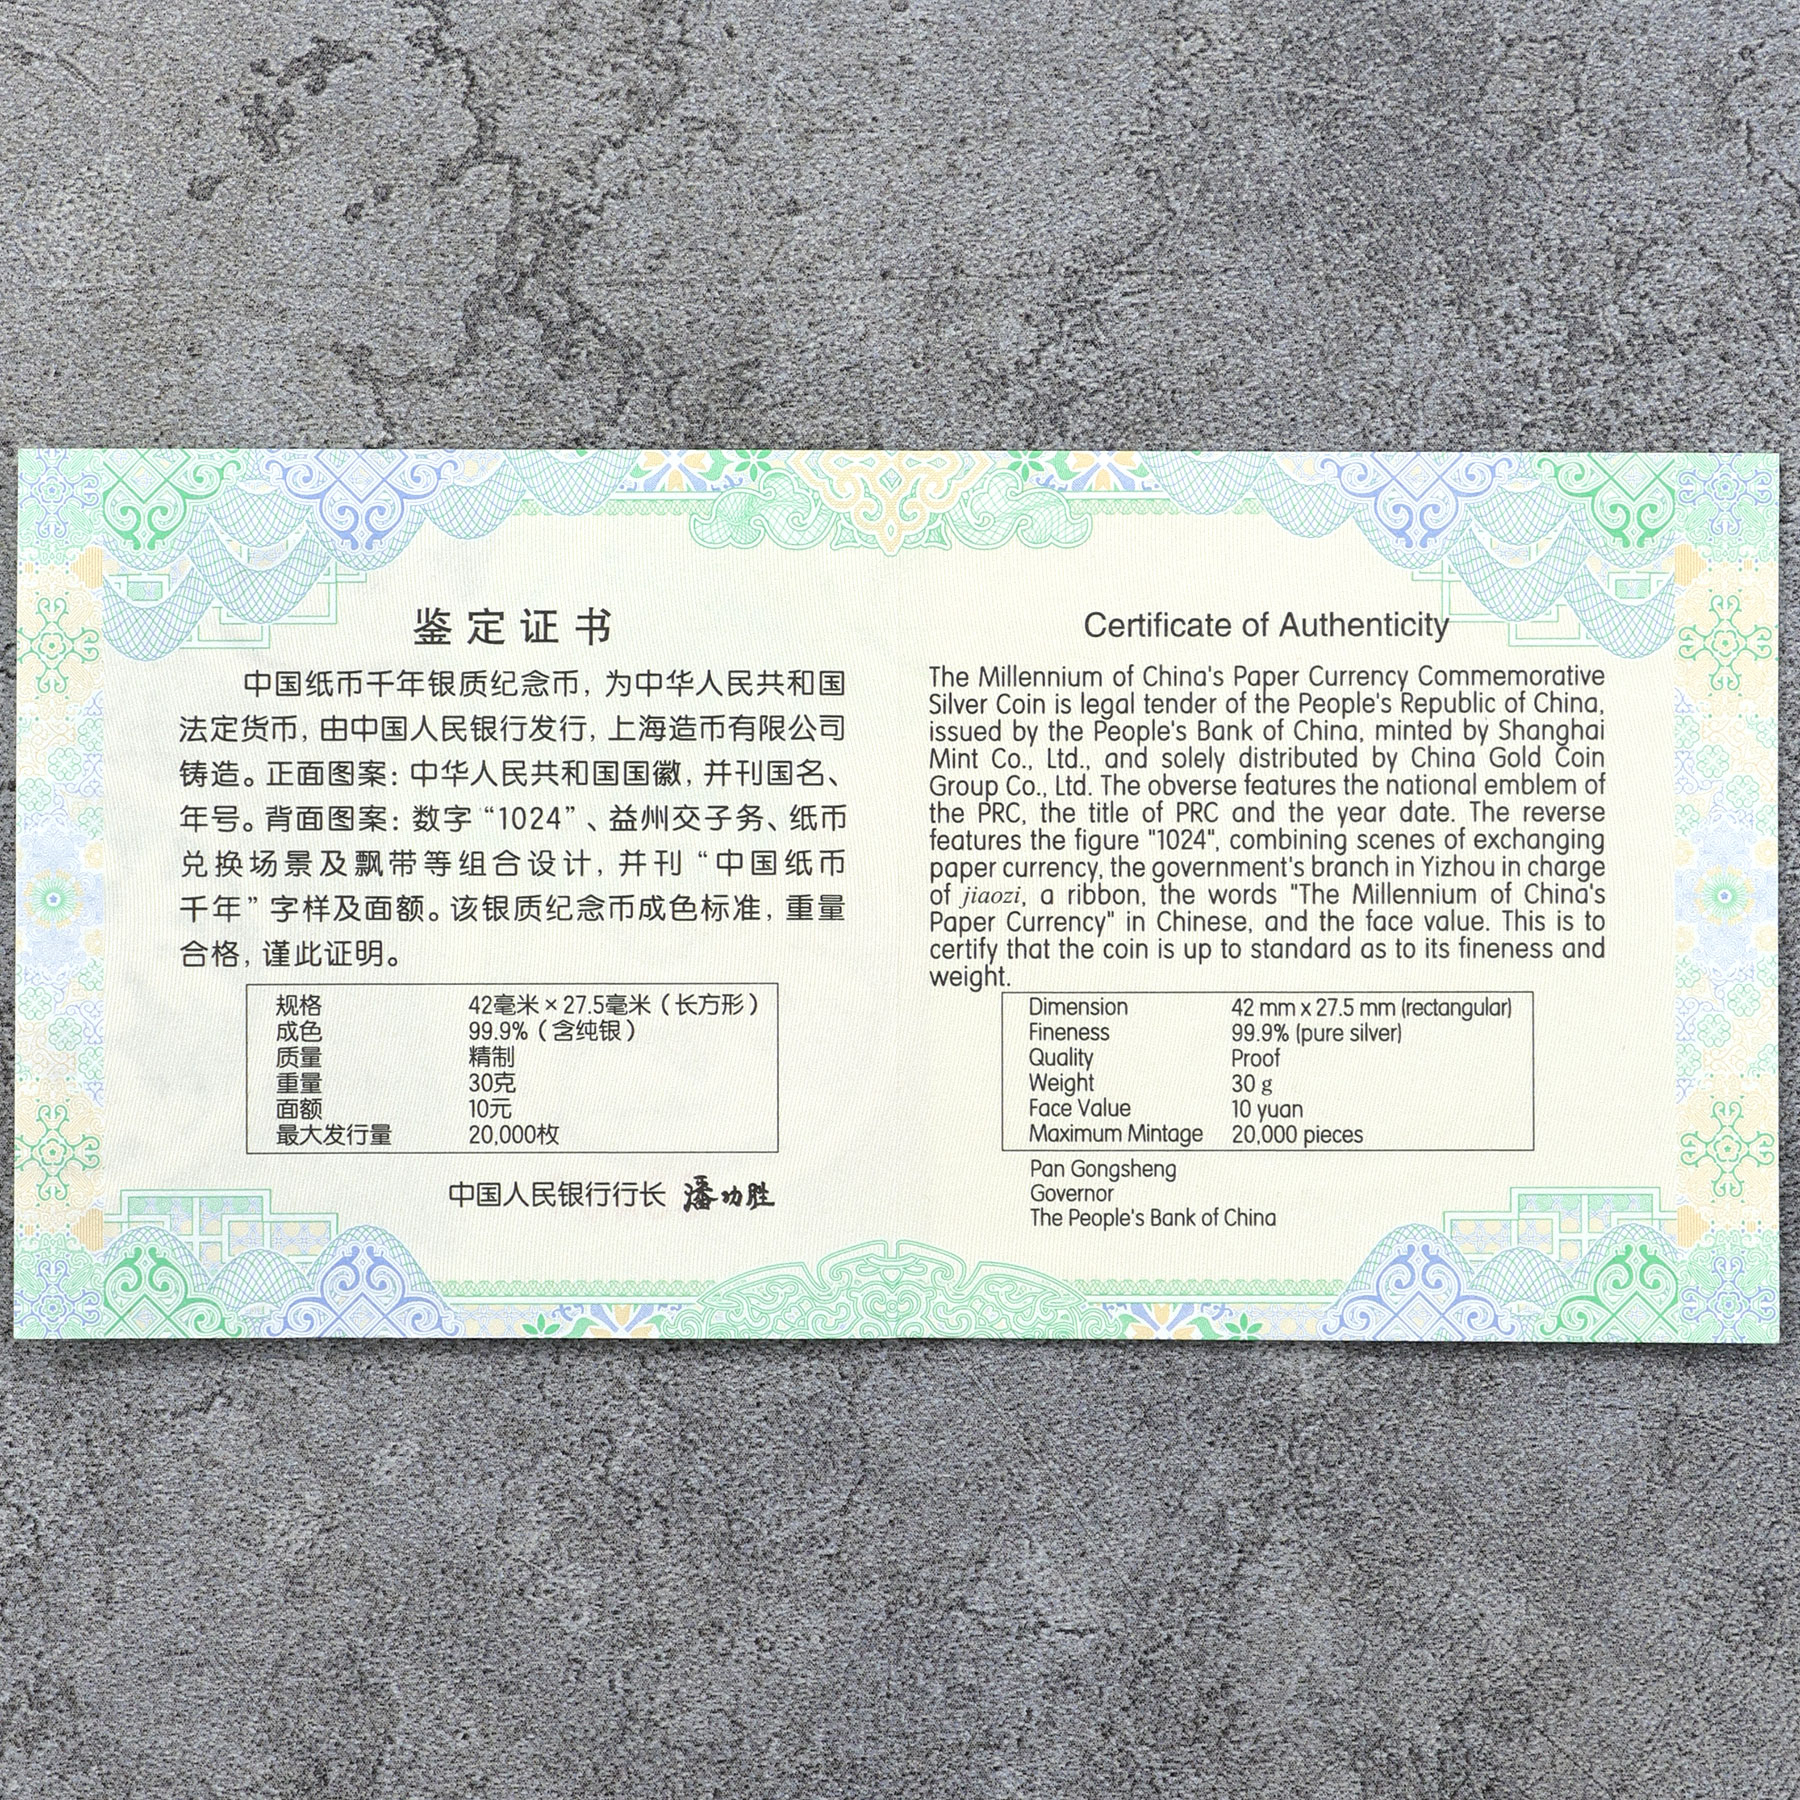 鉴定证书
中国纸币千年银质纪念币，为中华人民共和国
法定货币，由中国人民银行发行，上海造币有限公司
铸造。正面图案：中华人民共和国国徽，并刊国名、
年号。背面图案：数字“1024”、益州交子务、纸币
兑换场景及飘带等组合设计，并刊“中国纸币
千年”字样及面额。该银质纪念币成色标准，重量
合格，谨此证明。
规格 42毫米×27.5毫米（长方形）
成色 99.9%（含纯银）
质量 精制
重量 30克
面额 10元
最大发行量 20,000枚
中国人民银行行长 潘功胜
Certificate of Authenticity
The Millennium of China's Paper Currency Commemorative
Silver Coin is legal tender of the People's Republic of China,
issued by the People's Bank of China, minted by Shanghai
Mint Co., Ltd., and solely distributed by China Gold Coin
Group Co., Ltd. The obverse features the national emblem of
the PRC, the title of PRC and the year date. The reverse
features the figure "1024", combining scenes of exchanging
paper currency, the government's branch in Yizhou in charge
of jiaozi, a ribbon, the words "The Millennium of China's
Paper Currency" in Chinese, and the face value. This is to
certify that the coin is up to standard as to its fineness and
weight.
Dimension 42 mm x 27.5 mm (rectangular)
Fineness 99.9% (pure silver)
Quality Proof
Weight 30 g
Face Value 10 yuan
Maximum Mintage 20,000 pieces
Pan Gongsheng
Governor
The People's Bank of China